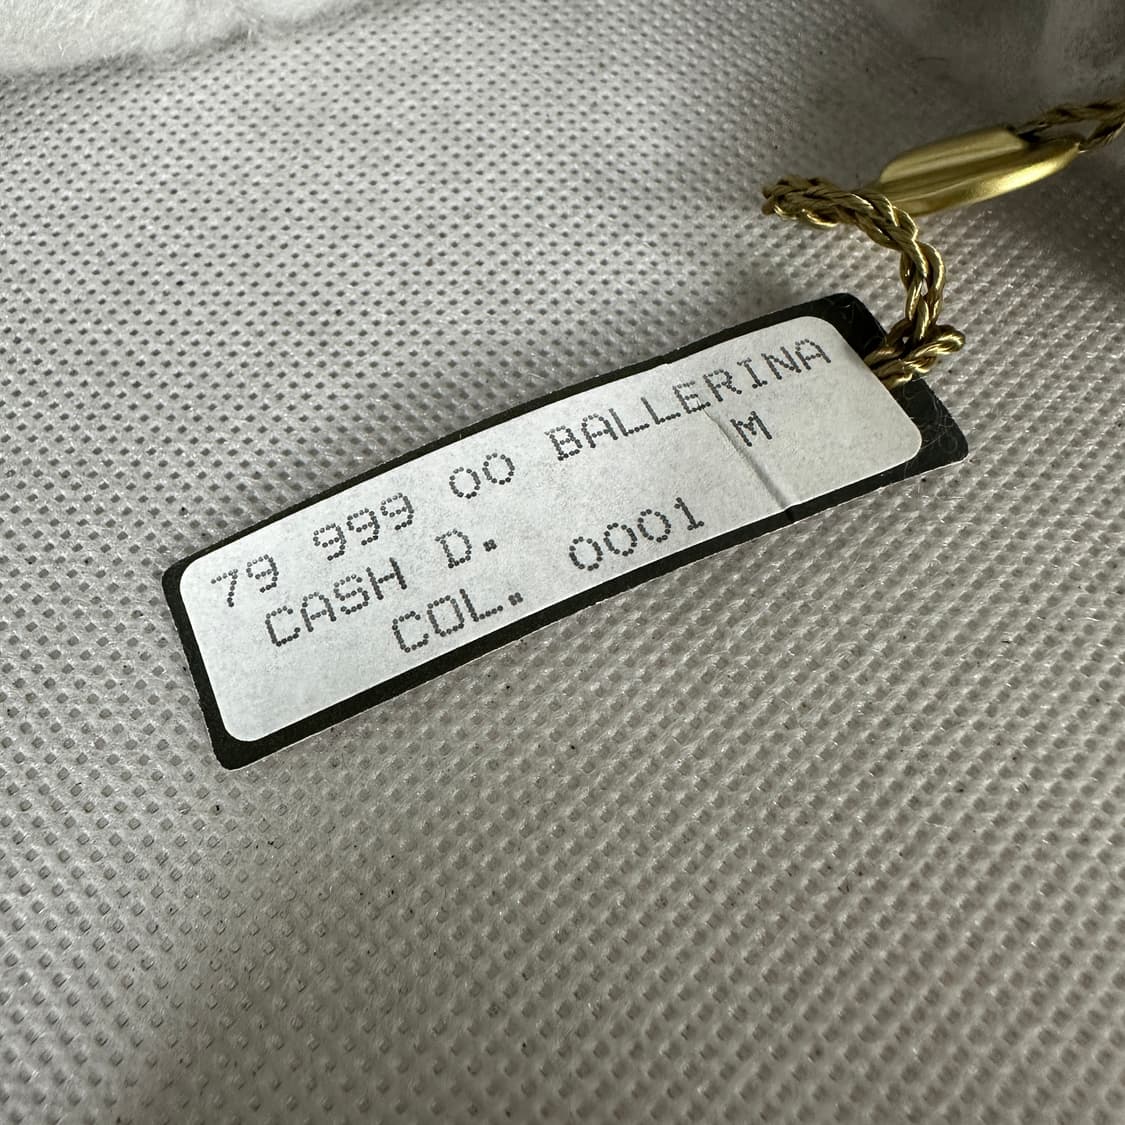 79 999 00 BALLERINA
CASH D. M
COL. 0001